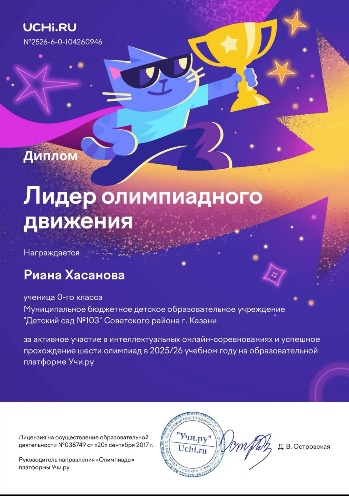 UCHi.RU
№2526-6-0-104260946
Диплом
Лидер олимпиадного
движения
Награждается
Риана Хасанова
ученица 0-го класса
Муниципальное бюджетное детское образовательное учреждение
"Детский сад №103" Советского района г. Казани
за активное участие в интеллектуальных онлайн-соревнованиях и успешное
прохождение шести олимпиад в 2025/26 учебном году на образовательной
платформе Учи.ру
Лицензия на осуществление образовательной
деятельности №038749 от «20» сентября 2017 г.
Руководитель направления «Олимпиады»
платформы Учи.ру
"Учи.ру"
Uchi.ru
Д. В. Островская